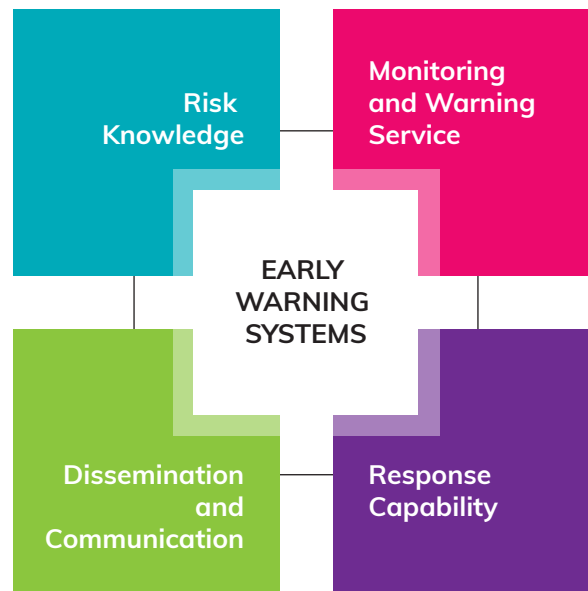 Risk
Knowledge
Monitoring
and Warning
Service
EARLY
WARNING
SYSTEMS
Dissemination
and
Communication
Response
Capability